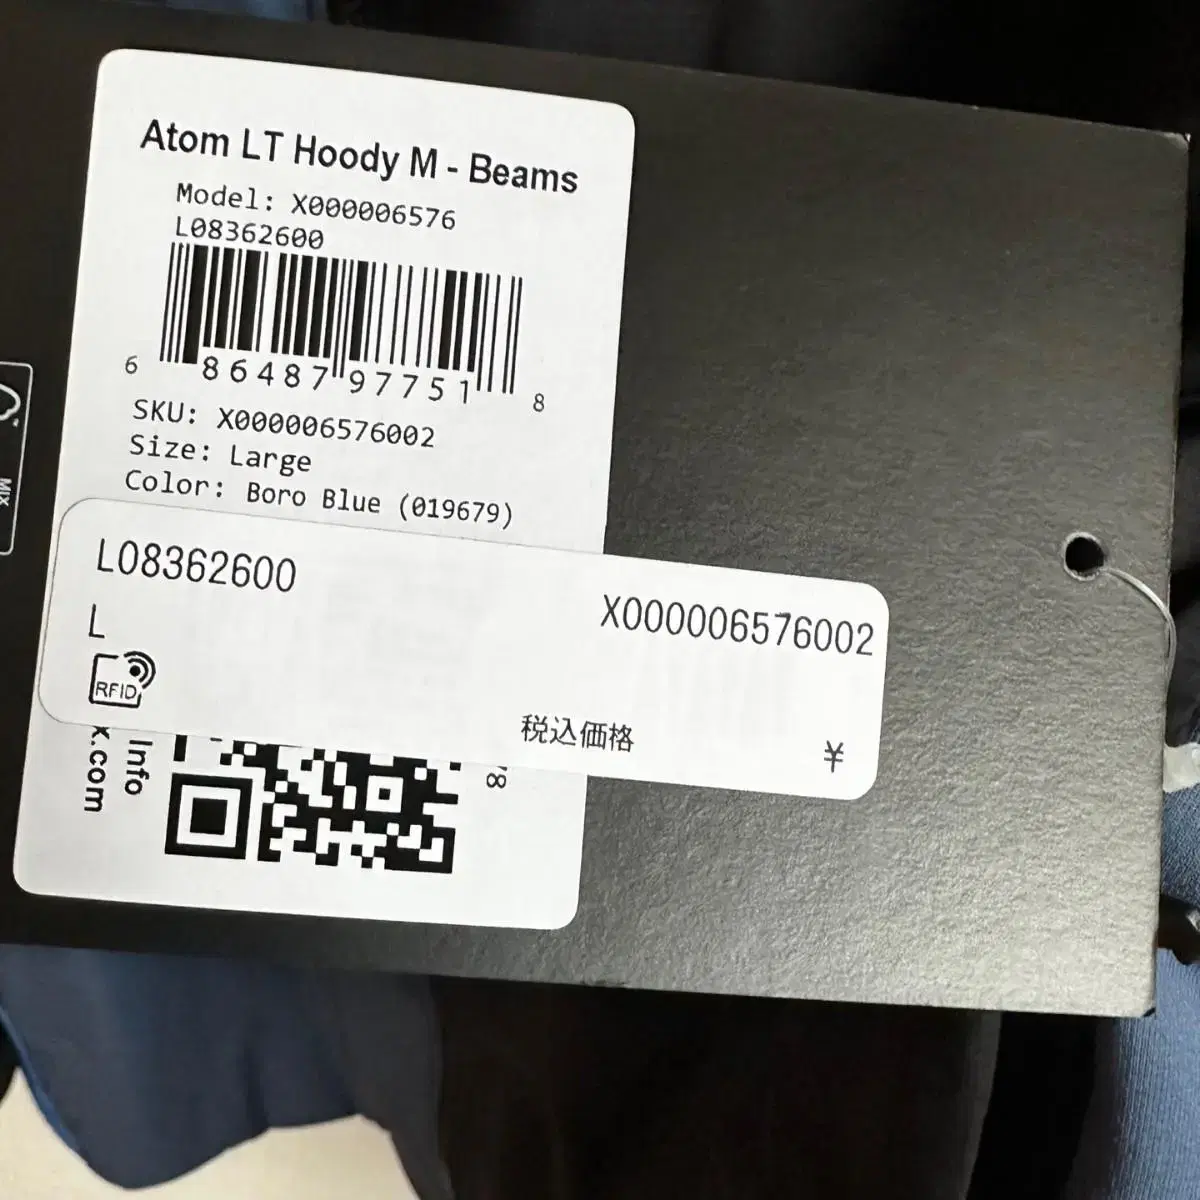 Atom LT Hoody M - Beams
Model: X000006576
L08362600
6 86487 97751 8
SKU: X000006576002
Size: Large
Color: Boro Blue (019679)
L08362600
X000006576002
L
RFID
税込価格
¥
Info
x.com
MIX